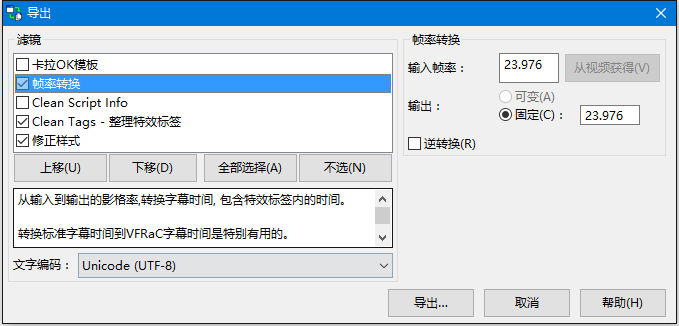 导出
滤镜
卡拉OK模板
帧率转换
Clean Script Info
Clean Tags - 整理特效标签
修正样式
上移(U)
下移(D)
全部选择(A)
不选(N)
从输入到输出的影格率,转换字幕时间, 包含特效标签内的时间。
转换标准字幕时间到VFRaC字幕时间是特别有用的。
文字编码：
Unicode (UTF-8)
帧率转换
输入帧率：
23.976
从视频获得(V)
输出：
可变(A)
固定(C)：
23.976
逆转换(R)
导出...
取消
帮助(H)